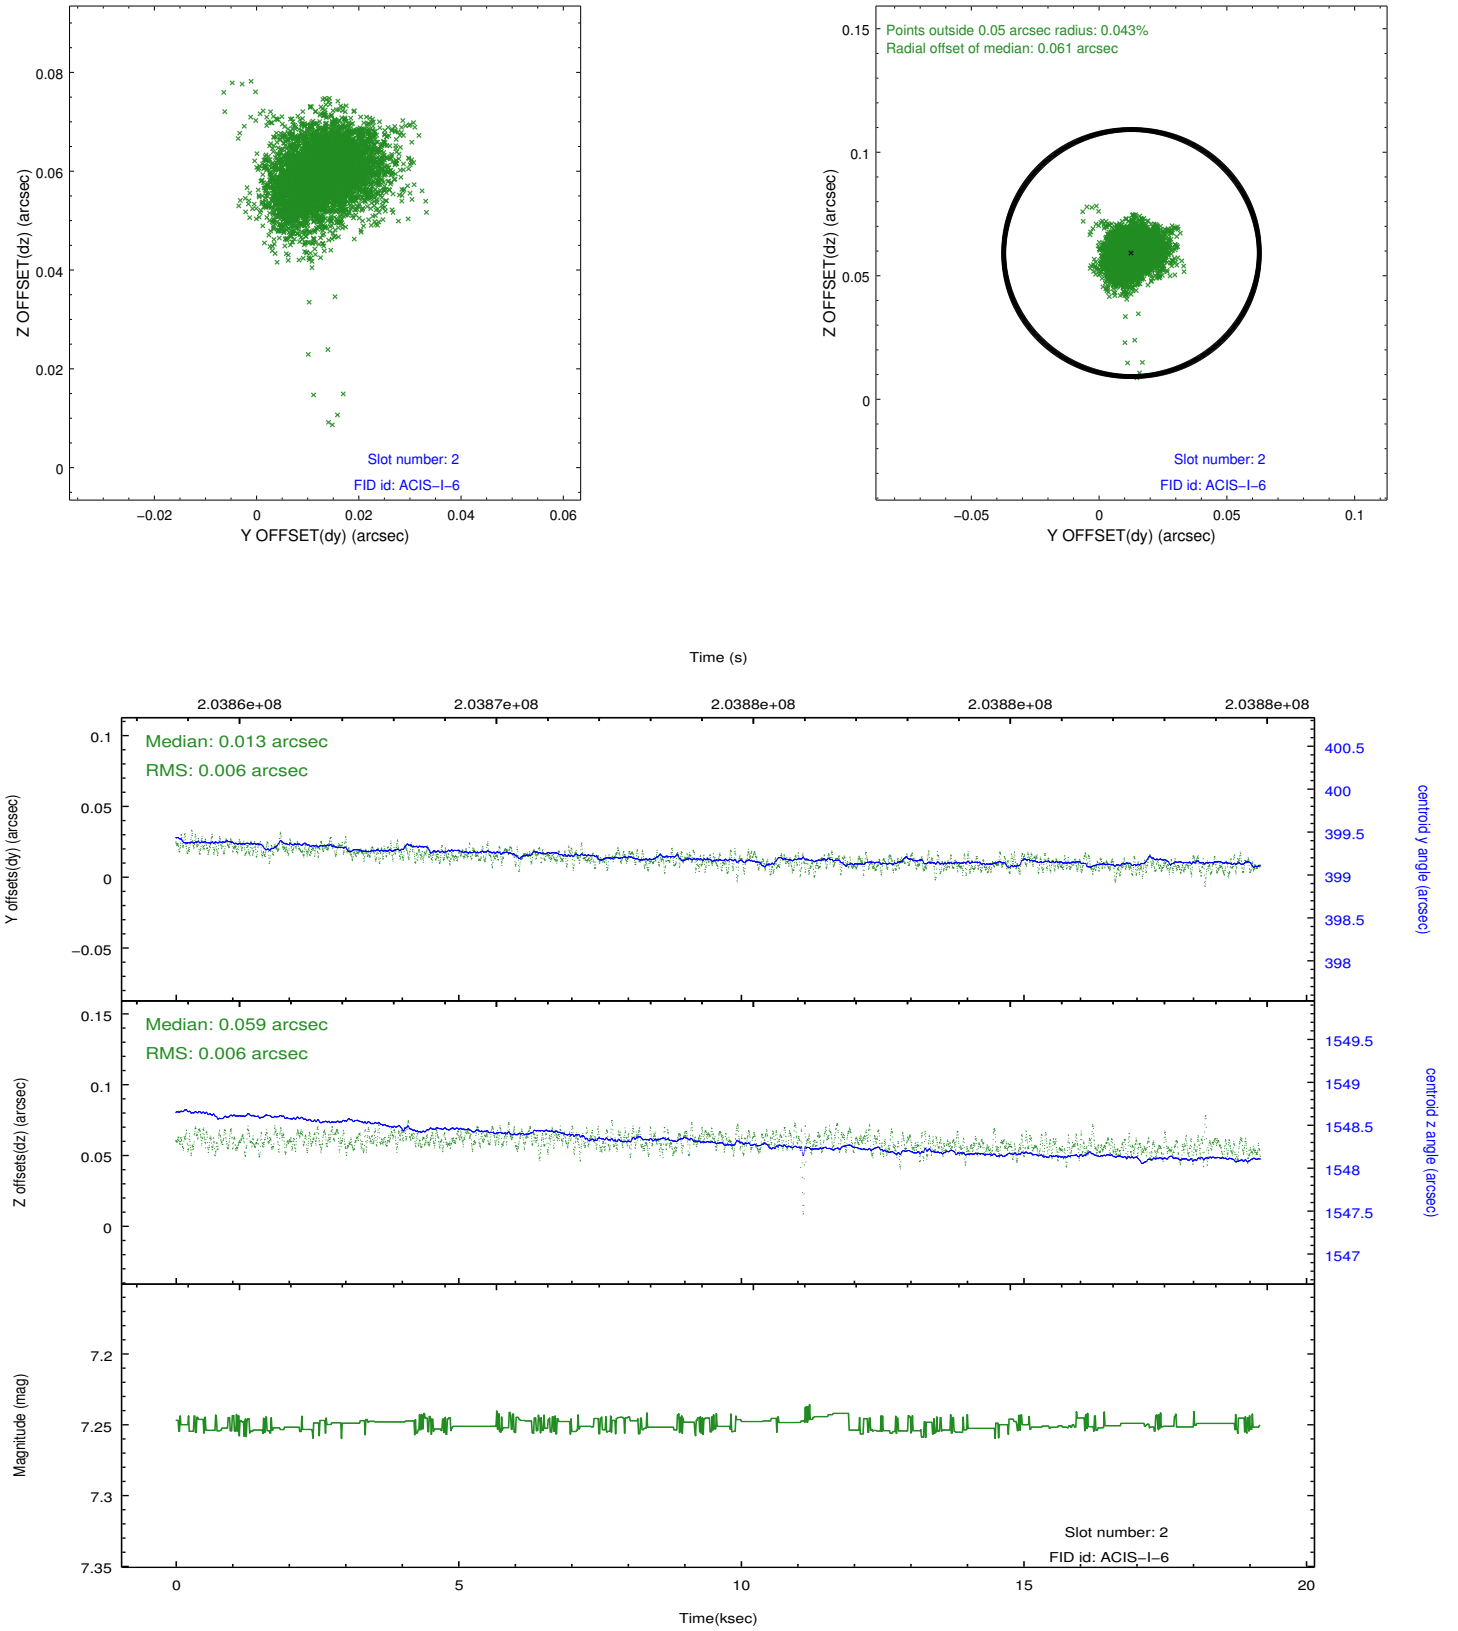 0.08
0.06
0.04
0.02
0
Z OFFSET(dz) (arcsec)
Slot number: 2
FID id: ACIS−I−6
−0.02 0 0.02 0.04 0.06
Y OFFSET(dy) (arcsec)
Points outside 0.05 arcsec radius: 0.043%
Radial offset of median: 0.061 arcsec
0.15
0.1
0.05
0
Z OFFSET(dz) (arcsec)
Slot number: 2
FID id: ACIS−I−6
−0.05 0 0.05 0.1
Y OFFSET(dy) (arcsec)
Time (s)
2.0386e+08 2.0387e+08 2.0388e+08 2.0388e+08 2.0388e+08
Median: 0.013 arcsec
RMS: 0.006 arcsec
0.1
0.05
0
−0.05
Y offsets(dy) (arcsec)
400.5
400
399.5
399
398.5
398
centroid y angle (arcsec)
Median: 0.059 arcsec
RMS: 0.006 arcsec
0.15
0.1
0.05
0
Z offsets(dz) (arcsec)
1549.5
1549
1548.5
1548
1547.5
1547
centroid z angle (arcsec)
7.2
7.25
7.3
7.35
Magnitude (mag)
Slot number: 2
FID id: ACIS−I−6
0 5 10 15 20
Time(ksec)